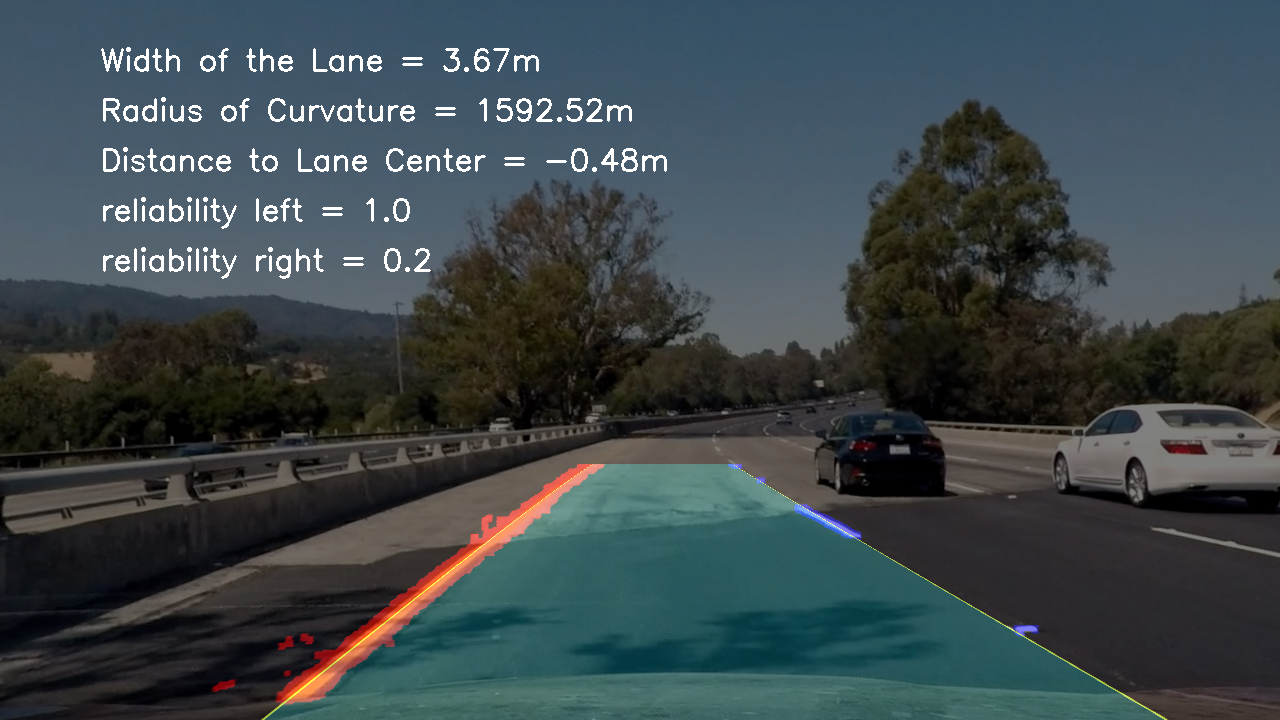 Width of the Lane = 3.67m
Radius of Curvature = 1592.52m
Distance to Lane Center = −0.48m
reliability left = 1.0
reliability right = 0.2